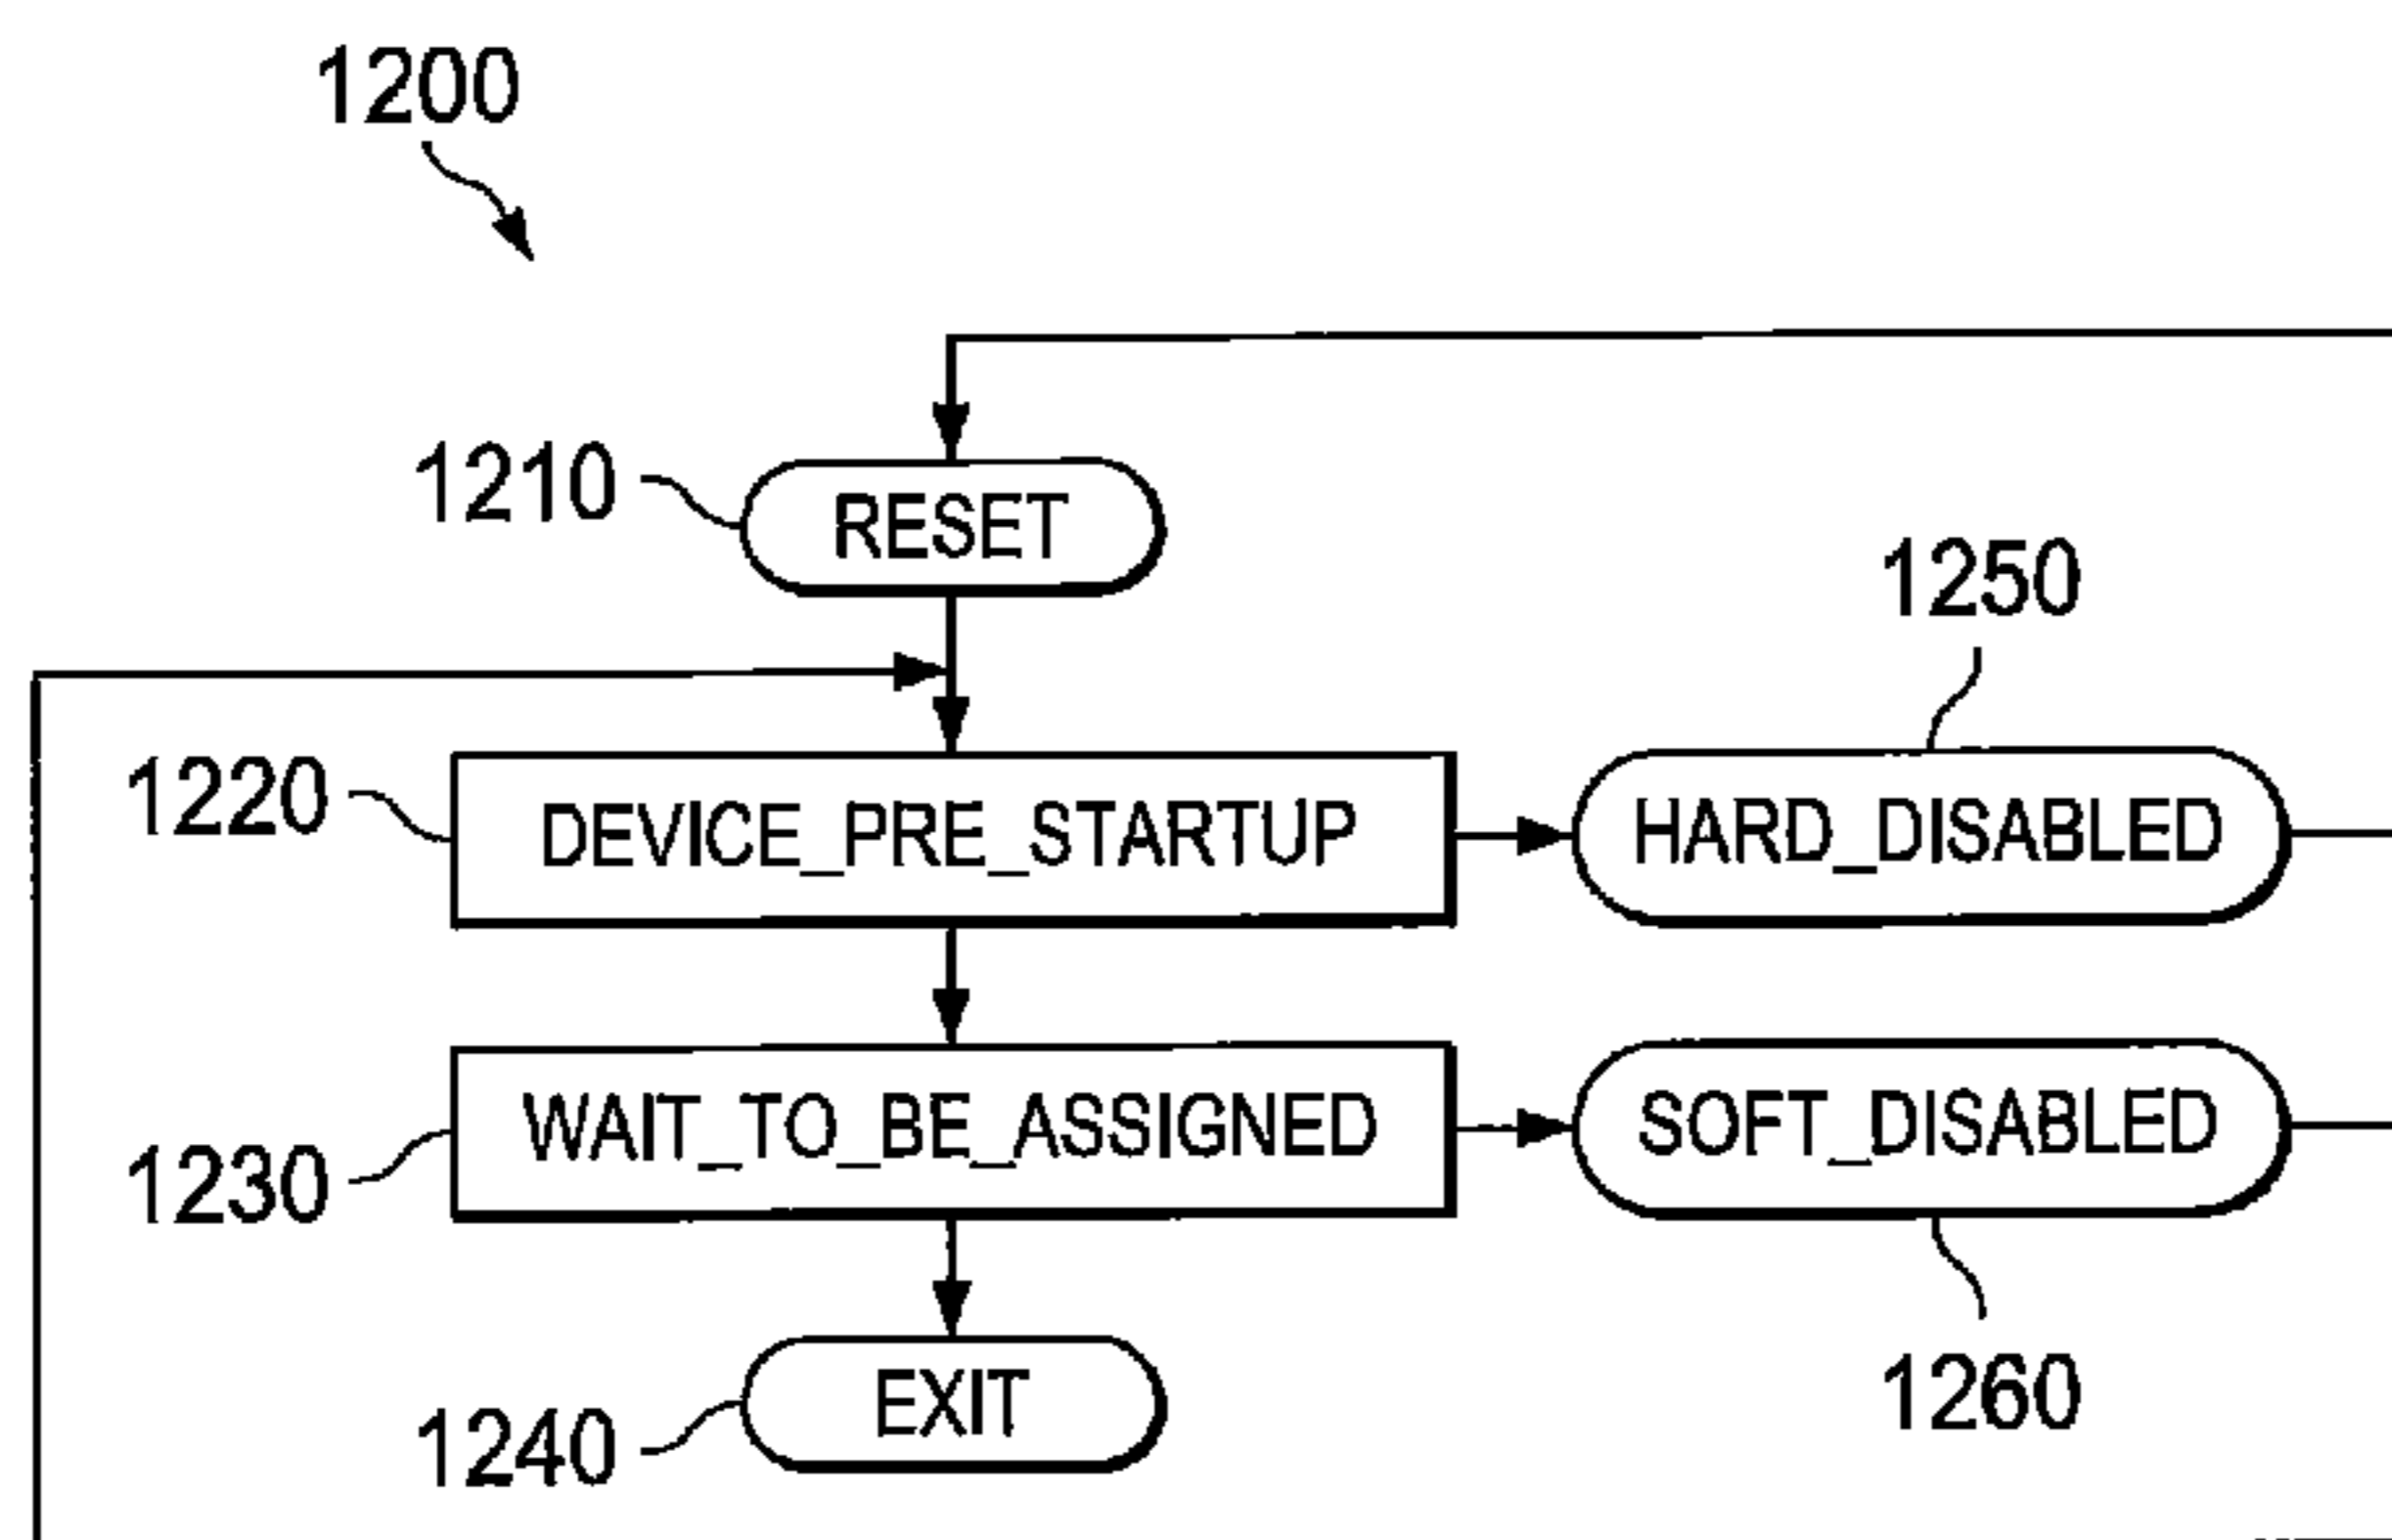 1200
1210
RESET
1250
1220
DEVICE_PRE_STARTUP
HARD_DISABLED
1230
WAIT_TO_BE_ASSIGNED
SOFT_DISABLED
1240
EXIT
1260